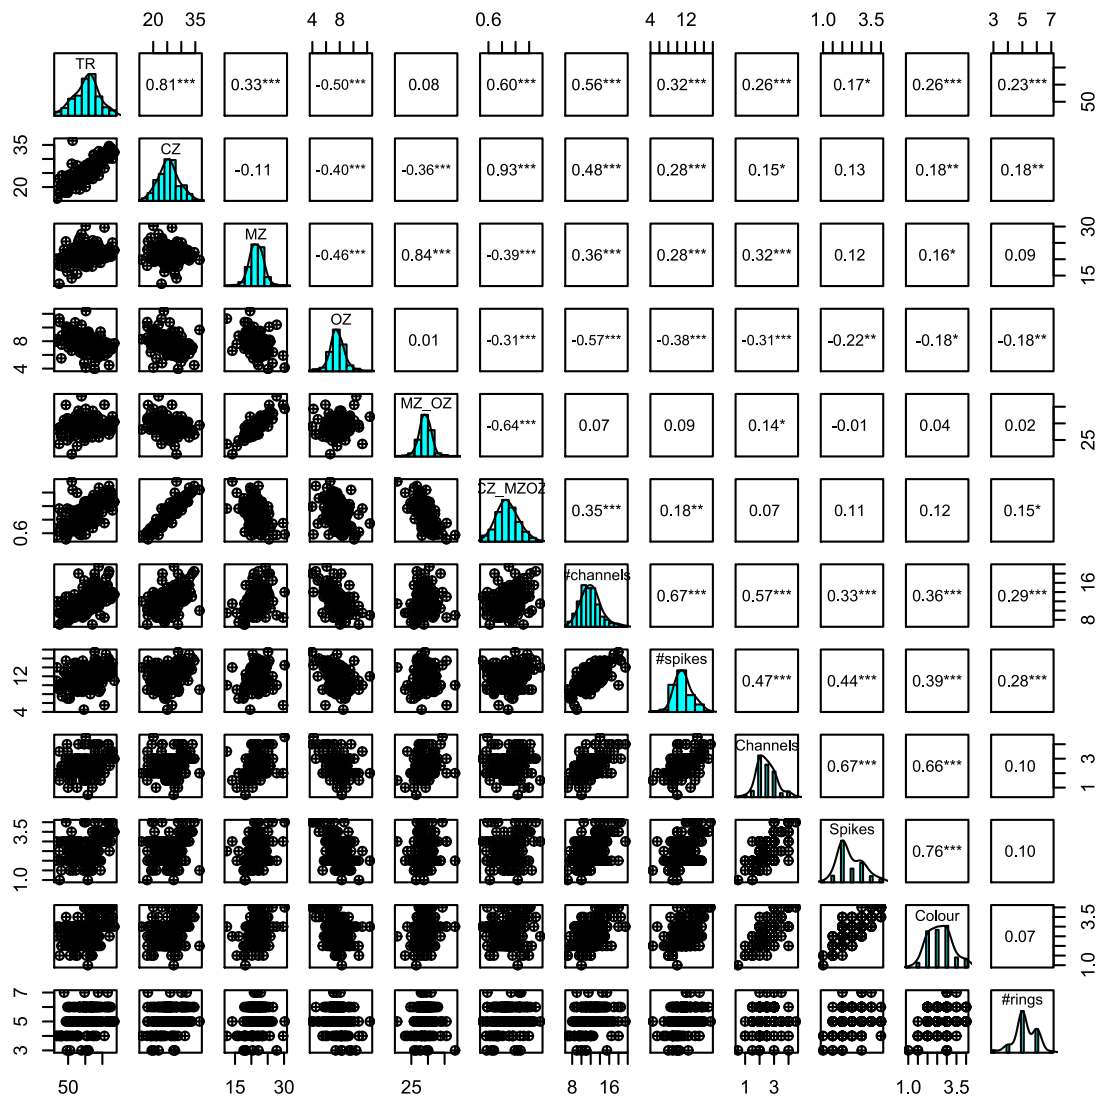 20 35 4 8 0.6 4 12 1.0 3.5 3 5 7
TR 0.81*** 0.33*** -0.50*** 0.08 0.60*** 0.56*** 0.32*** 0.26*** 0.17* 0.26*** 0.23*** 50
20 35 CZ -0.11 -0.40*** -0.36*** 0.93*** 0.48*** 0.28*** 0.15* 0.13 0.18** 0.18**
MZ -0.46*** 0.84*** -0.39*** 0.36*** 0.28*** 0.32*** 0.12 0.16* 0.09 15 30
4 8 OZ 0.01 -0.31*** -0.57*** -0.38*** -0.31*** -0.22** -0.18* -0.18**
MZ_OZ -0.64*** 0.07 0.09 0.14* -0.01 0.04 0.02 25
0.6 CZ_MZOZ 0.35*** 0.18** 0.07 0.11 0.12 0.15*
#channels 0.67*** 0.57*** 0.33*** 0.36*** 0.29*** 8 16
4 12 #spikes 0.47*** 0.44*** 0.39*** 0.28***
Channels 0.67*** 0.66*** 0.10 1 3
1.0 3.5 Spikes 0.76*** 0.10
Colour 0.07 1.0 3.5
3 5 7 #rings
50 15 30 25 8 16 1 3 1.0 3.5